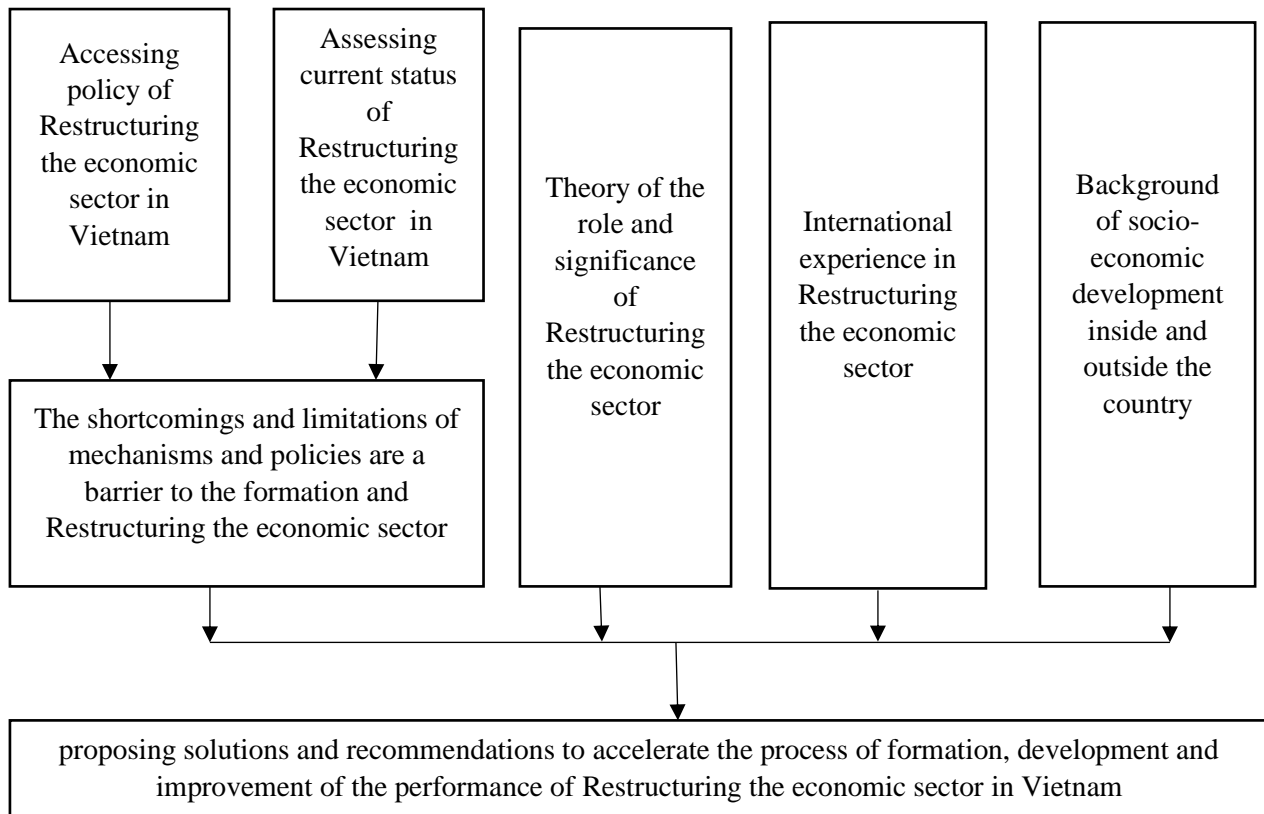 Accessing
policy of
Restructuring
the economic
sector in
Vietnam
Assessing
current status
of
Restructuring
the economic
sector in
Vietnam
Theory of the
role and
significance
of
Restructuring
the economic
sector
International
experience in
Restructuring
the economic
sector
Background
of socio-
economic
development
inside and
outside the
country
The shortcomings and limitations of
mechanisms and policies are a
barrier to the formation and
Restructuring the economic sector
proposing solutions and recommendations to accelerate the process of formation, development and
improvement of the performance of Restructuring the economic sector in Vietnam